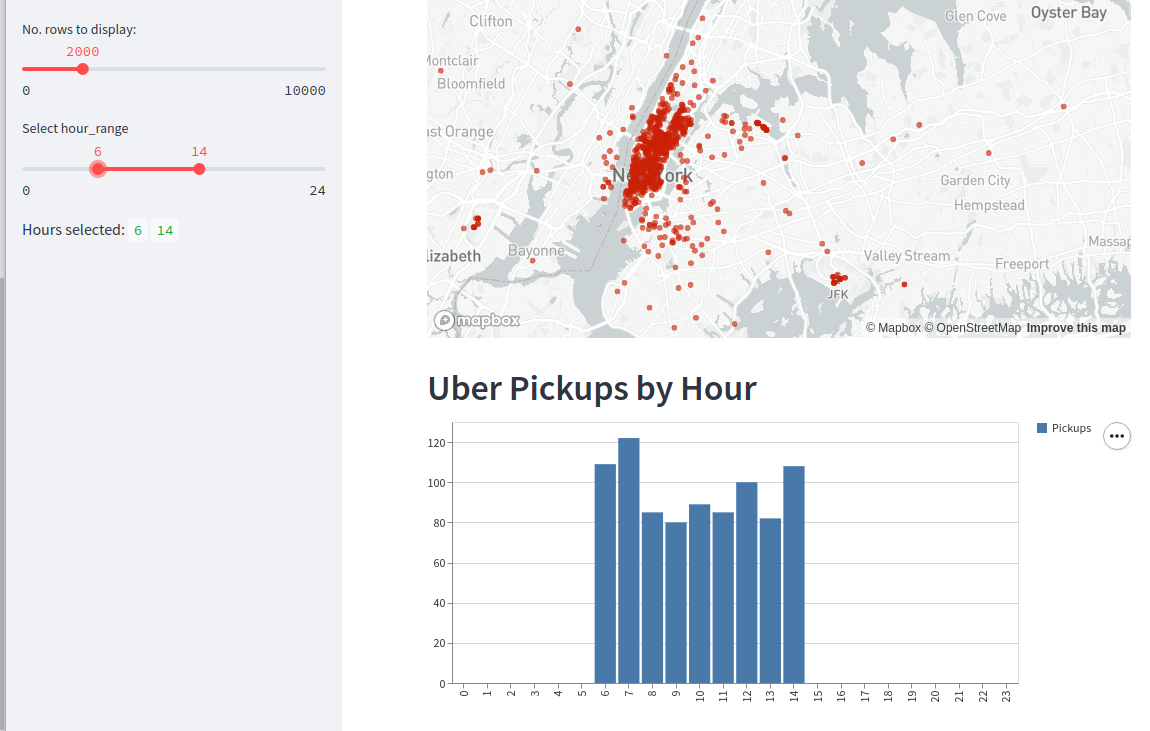 No. rows to display:
2000
0 10000
Select hour_range
6 14
0 24
Hours selected: 6 14
Clifton
Glen Cove
Oyster Bay
Montclair
Bloomfield
ast Orange
ngton
New York
Garden City
Hempstead
Elizabeth
Bayonne
Valley Stream
Freeport
Massap
JFK
mapbox
© Mapbox © OpenStreetMap Improve this map
Uber Pickups by Hour
Pickups
120
100
80
60
40
20
0
0 1 2 3 4 5 6 7 8 9 10 11 12 13 14 15 16 17 18 19 20 21 22 23